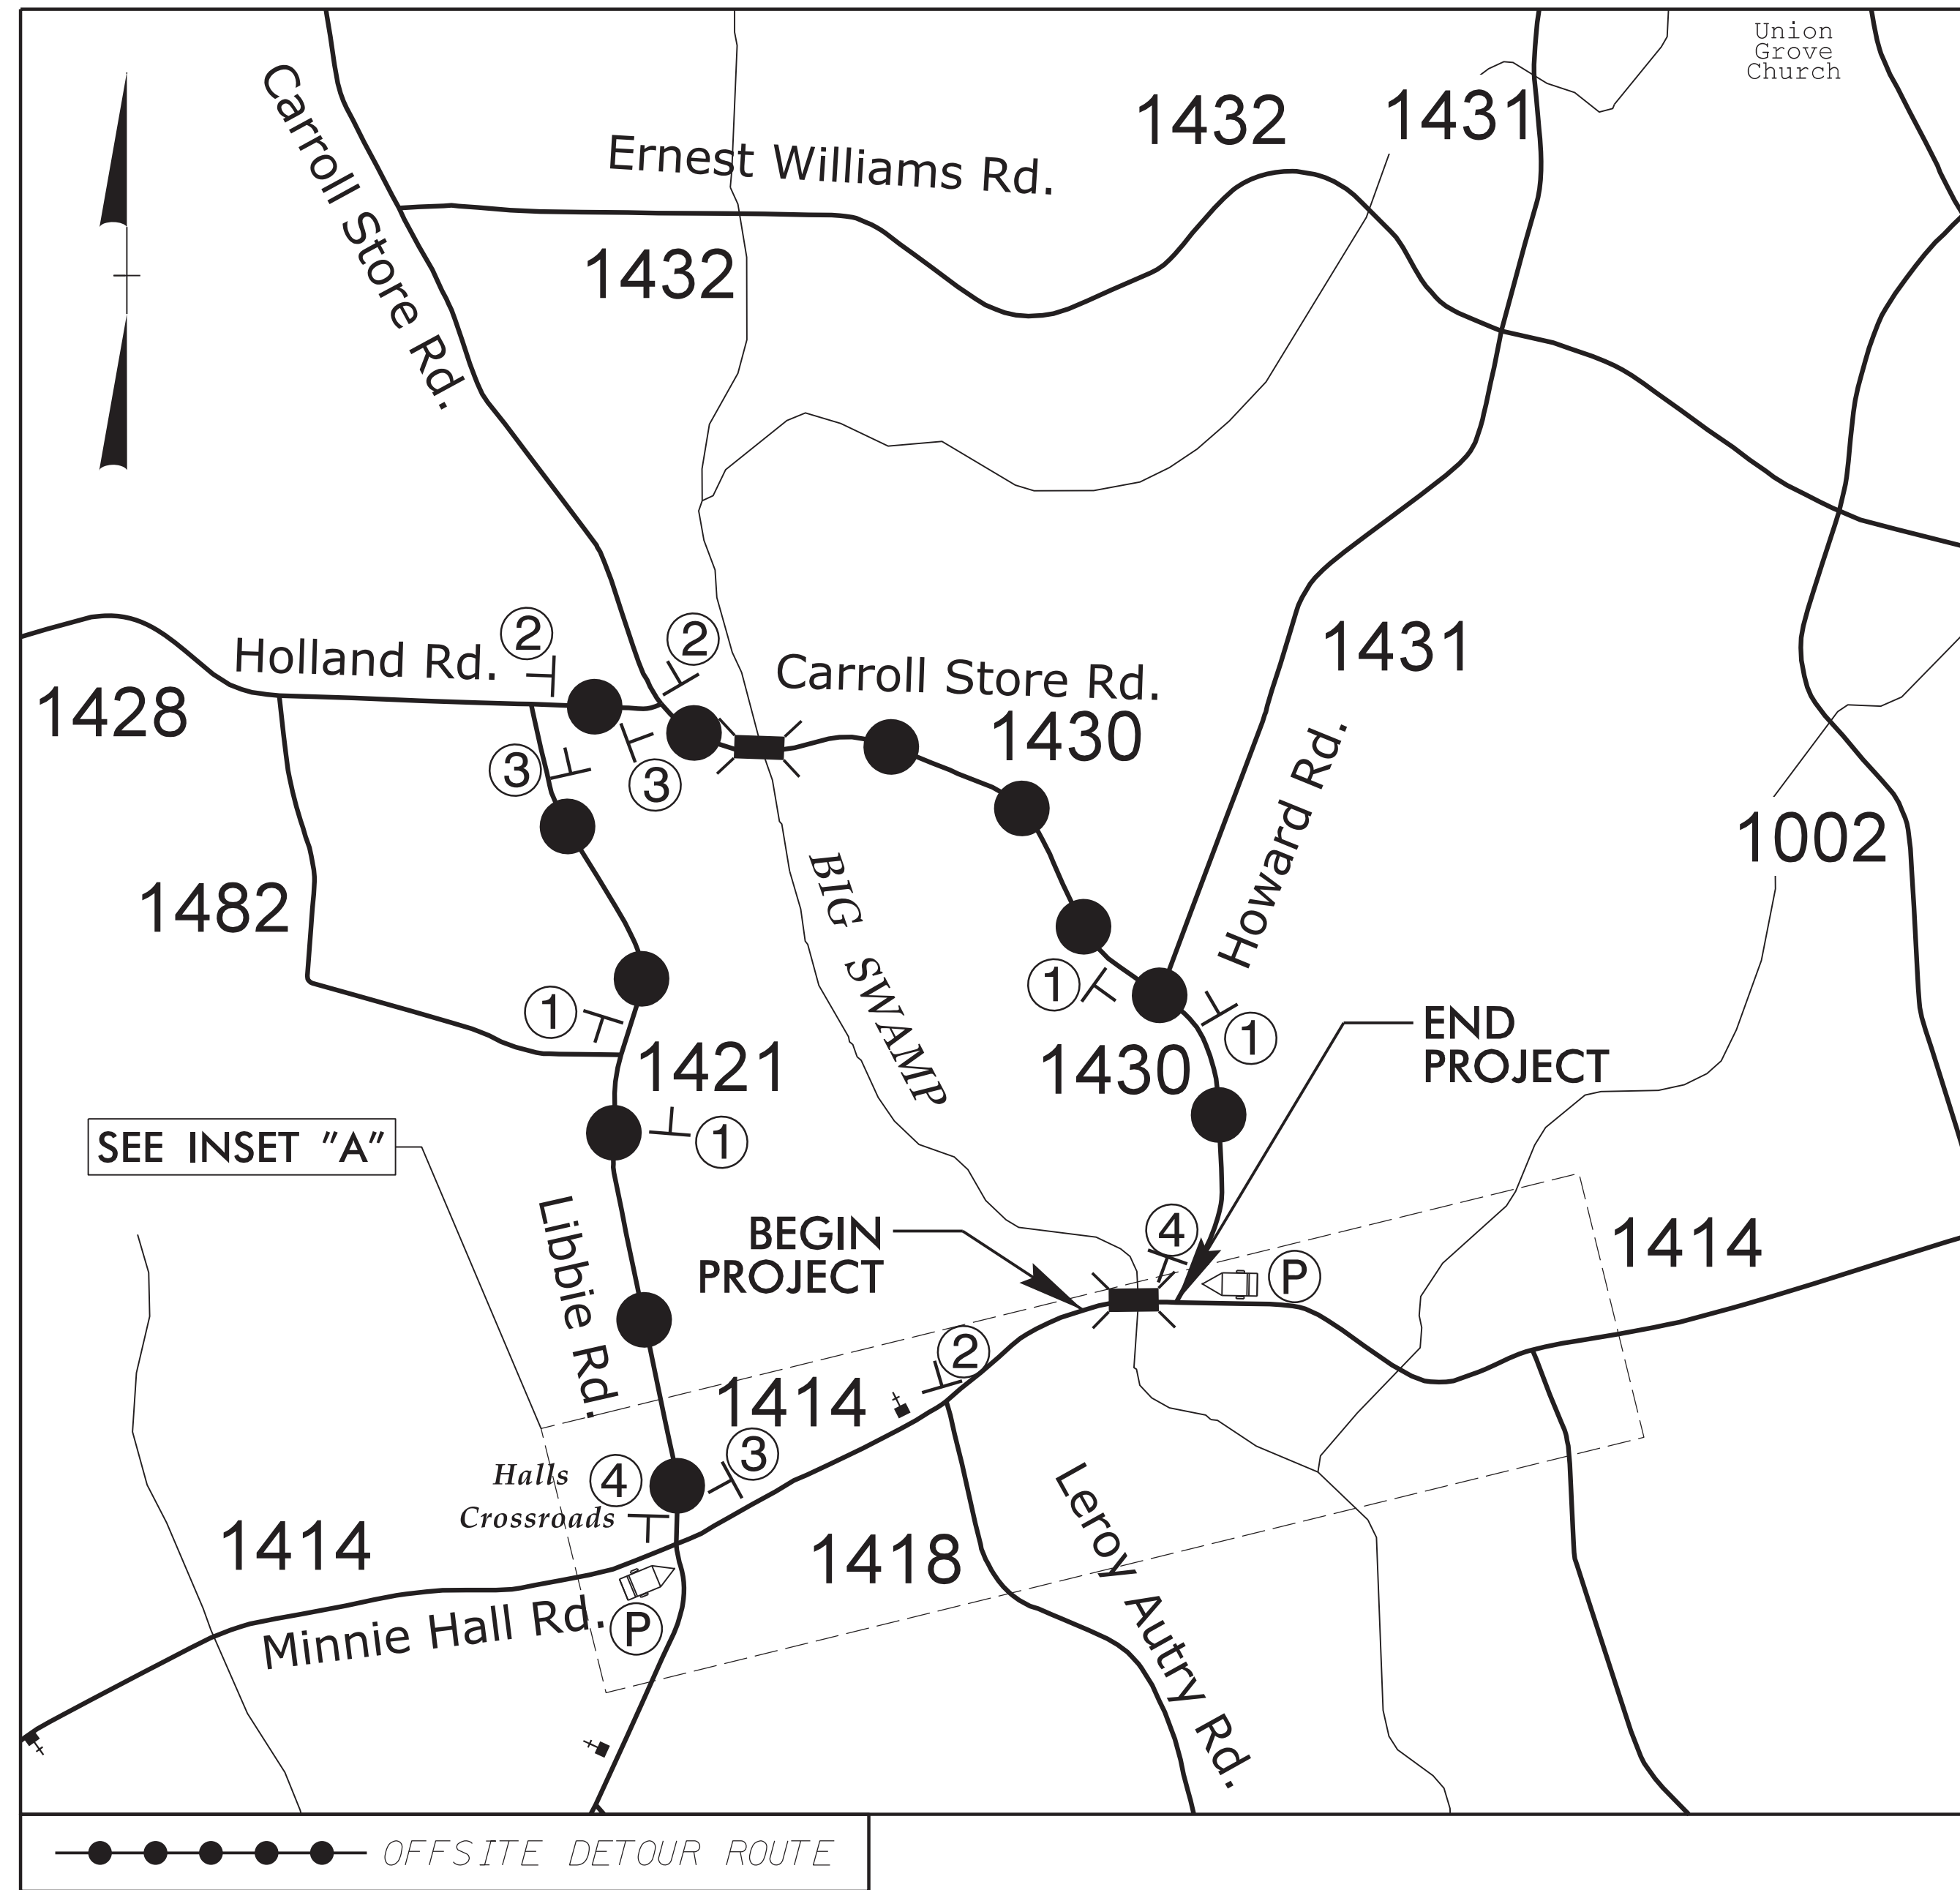 Union
Grove
Church
Carroll Store Rd.
1432
1431
Ernest Williams Rd.
1432
Holland Rd.
2
2
1431
Carroll Store Rd.
1428
1430
3
3
Howard Rd.
1002
1482
BIG SWAMP
1
1
1
END
PROJECT
1421
1430
1
SEE INSET "A"
Libbie Rd.
BEGIN
PROJECT
4
P
1414
2
1414
3
Halls
Crossroads
4
1414
1418
Leroy Autry Rd.
Minnie Hall Rd.
P
OFFSITE DETOUR ROUTE